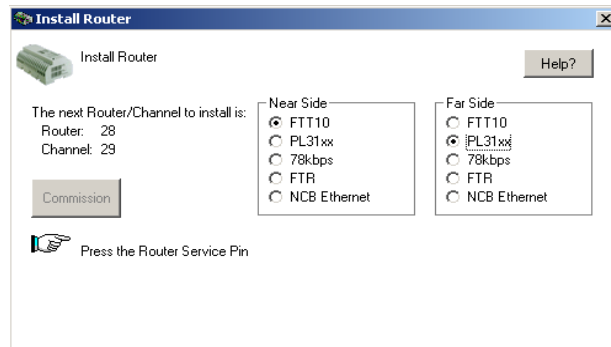 Install Router
Install Router
Help?
The next Router/Channel to install is:
Router: 28
Channel: 29
Near Side
FTT10
PL31xx
78kbps
FTR
NCB Ethernet
Far Side
FTT10
PL31xx
78kbps
FTR
NCB Ethernet
Commission
Press the Router Service Pin